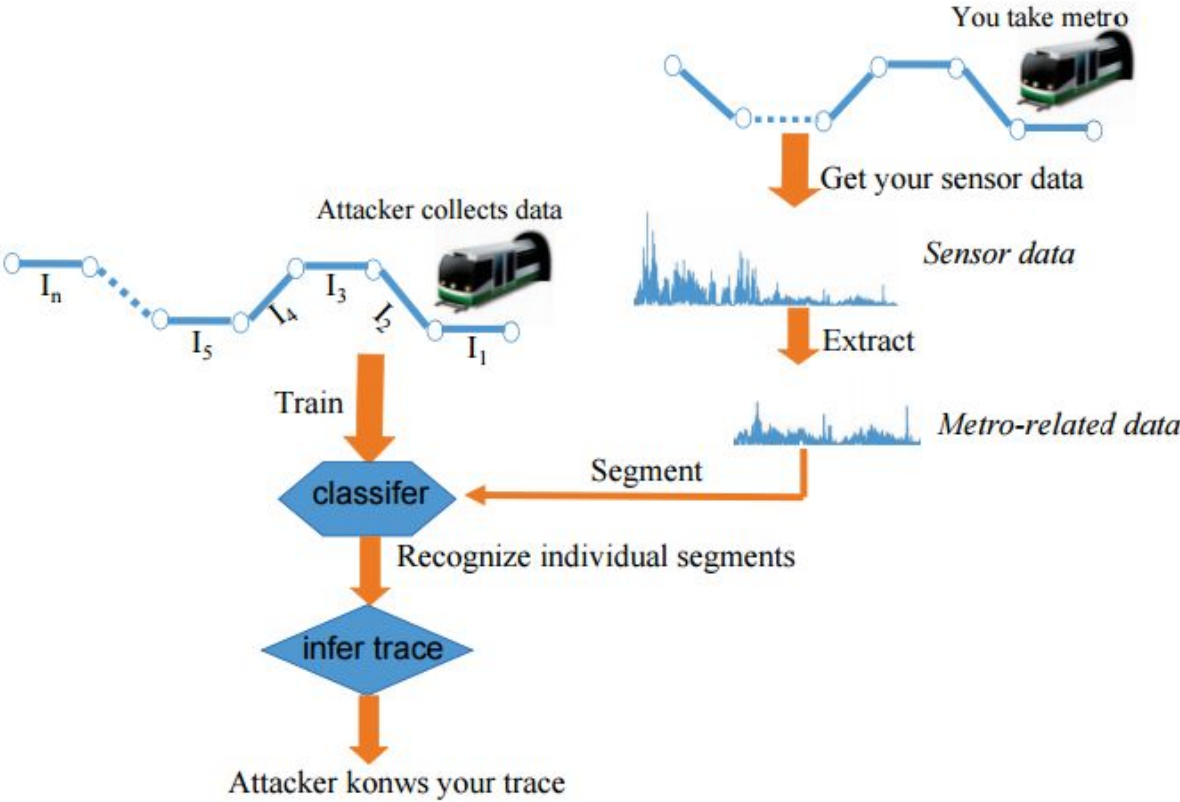 You take metro
Get your sensor data
Attacker collects data
Sensor data
Iₙ
I₃
I₄
I₂
I₅
I₁
Extract
Train
Metro-related data
Segment
classifer
Recognize individual segments
infer trace
Attacker konws your trace